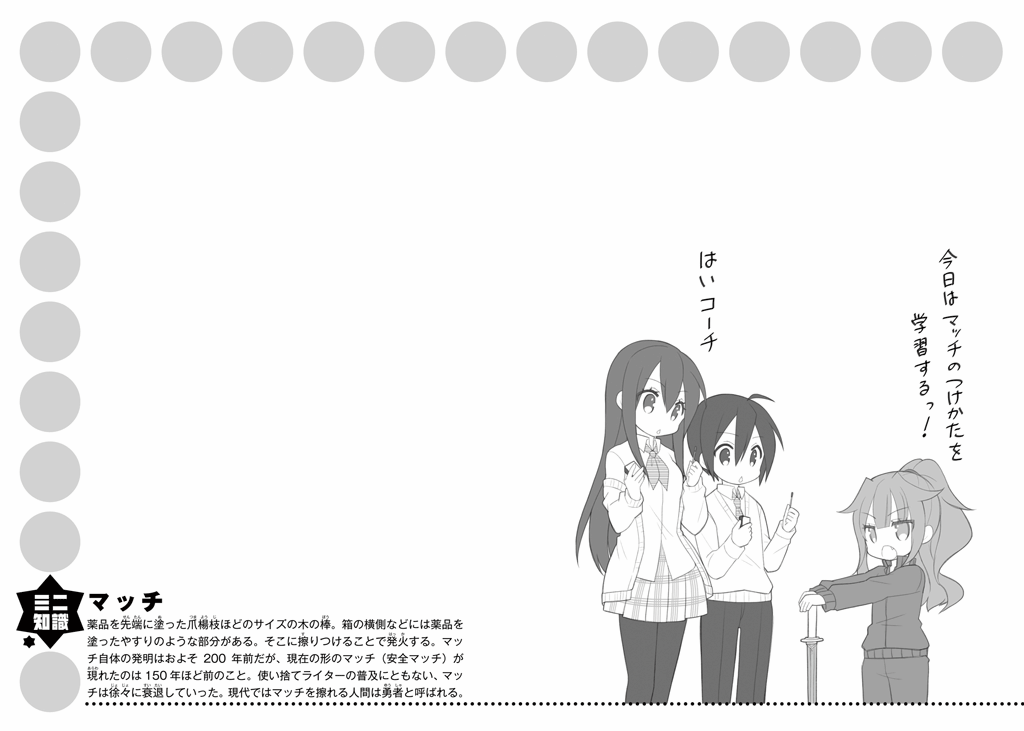 今日はマッチのつけかたを
学習するっ！
はいコーチ
ミニ
知識
マッチ
薬品を先端に塗った爪楊枝ほどのサイズの木の棒。箱の横側などには薬品を
塗ったやすりのような部分がある。そこに擦りつけることで発火する。マッ
チ自体の発明はおよそ 200 年前だが、現在の形のマッチ（安全マッチ）が
現れたのは 150 年ほど前のこと。使い捨てライターの普及にともない、マッ
チは徐々に衰退していった。現代ではマッチを擦れる人間は勇者と呼ばれる。